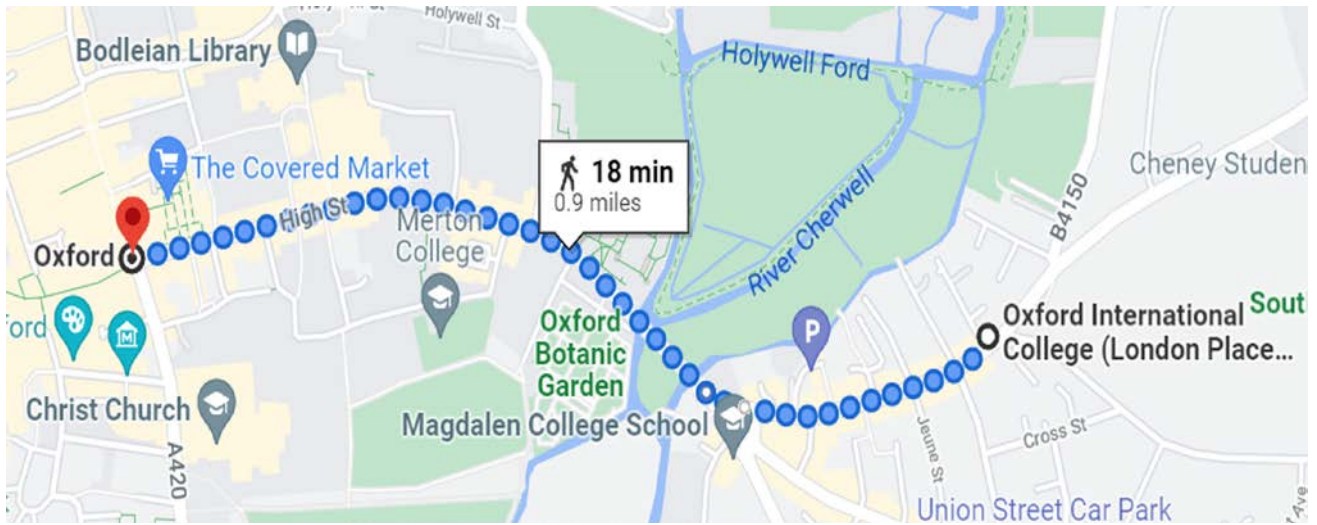 Holywell St
Bodleian Library
Holywell Ford
The Covered Market
18 min
0.9 miles
Cheney Studen
High St
Merton
College
B4150
River Cherwell
Oxford
P
Oxford International
College (London Place...
Sout
ord
M
Oxford
Botanic
Garden
Christ Church
Magdalen College School
Jeune St
Cross St
A420
Union Street Car Park
Ave